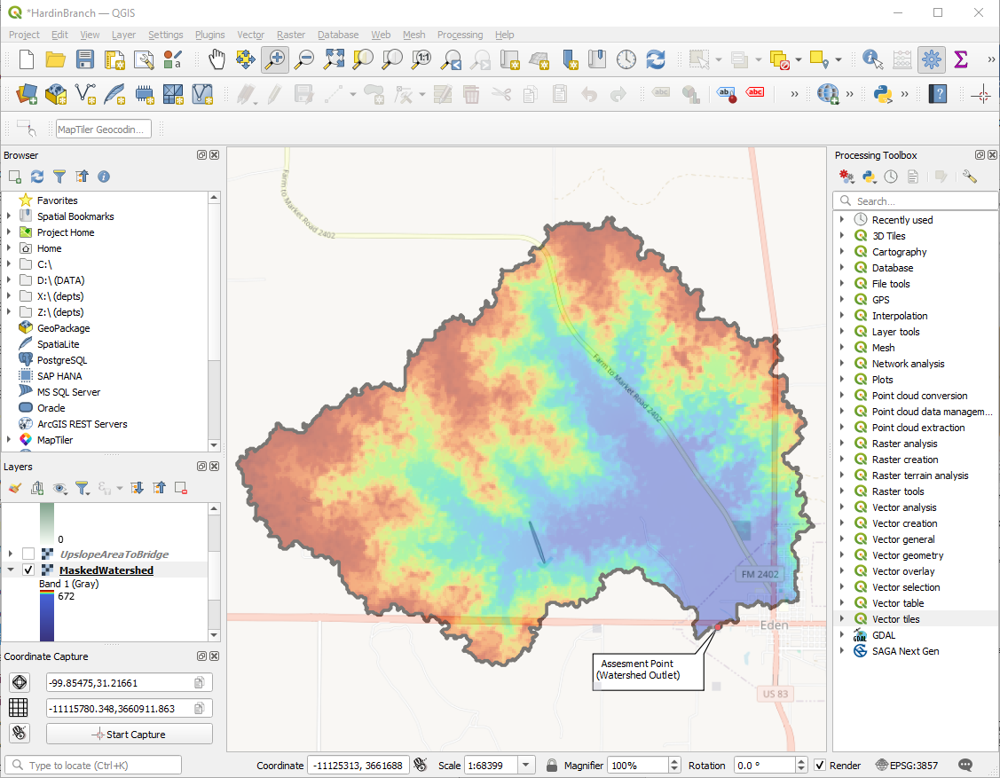 *HardinBranch — QGIS
Project Edit View Layer Settings Plugins Vector Raster Database Web Mesh Processing Help
1:1
a
abc
ab
abc
»
»
»
»
?
MapTiler Geocodin...
Browser
Favorites
Spatial Bookmarks
Project Home
Home
C:\
D:\ (DATA)
X:\ (depts)
Z:\ (depts)
GeoPackage
SpatiaLite
PostgreSQL
SAP HANA
MS SQL Server
Oracle
ArcGIS REST Servers
MapTiler
Layers
0
UpslopeAreaToBridge
MaskedWatershed
Band 1 (Gray)
672
Coordinate Capture
-99.85475,31.21661
-11115780.348,3660911.863
Start Capture
Farm to Market Road 2402
Farm to Market Road 2402
FM 2402
Eden
Assesment Point
(Watershed Outlet)
US 83
Processing Toolbox
Search...
Recently used
3D Tiles
Cartography
Database
File tools
GPS
Interpolation
Layer tools
Mesh
Network analysis
Plots
Point cloud conversion
Point cloud data managem...
Point cloud extraction
Raster analysis
Raster creation
Raster terrain analysis
Raster tools
Vector analysis
Vector creation
Vector general
Vector geometry
Vector overlay
Vector selection
Vector table
Vector tiles
GDAL
SAGA Next Gen
Type to locate (Ctrl+K)
Coordinate -11125313, 3661688 Scale 1:68399 Magnifier 100% Rotation 0.0 ° Render EPSG:3857